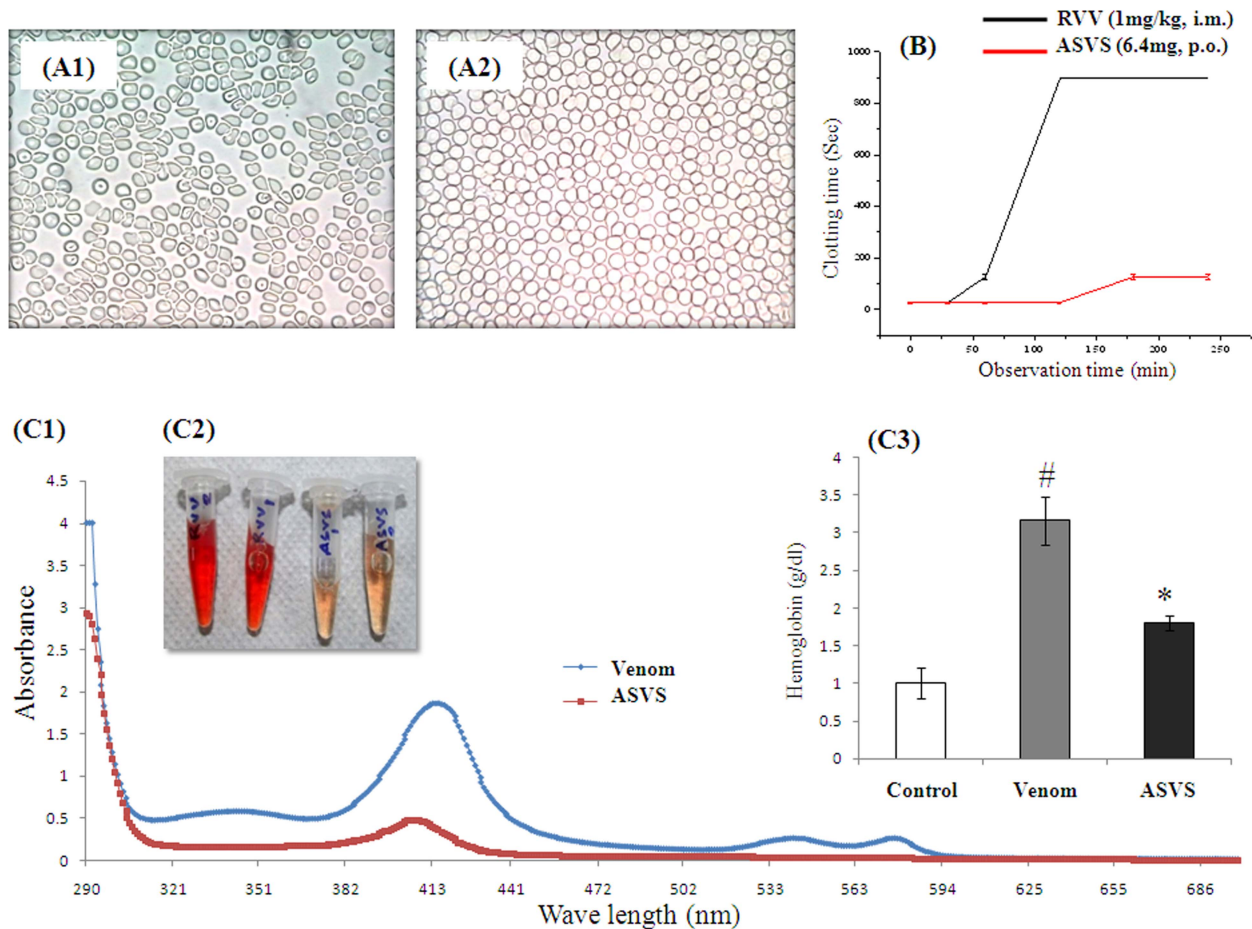 (A1)
(A2)
(B)
RVV (1mg/kg, i.m.)
ASVS (6.4mg, p.o.)
1000
800
600
400
200
0
Clotting time (Sec)
0 50 100 150 200 250
Observation time (min)
(C1)
(C2)
RVV 2
RVV 1
ASVS 1
ASVS
4.5
4
3.5
3
2.5
2
1.5
1
0.5
0
Absorbance
Venom
ASVS
290 321 351 382 413 441 472 502 533 563 594 625 655 686
Wave length (nm)
(C3)
4
3.5
3
2.5
2
1.5
1
0.5
0
Hemoglobin (g/dl)
#
*
Control Venom ASVS